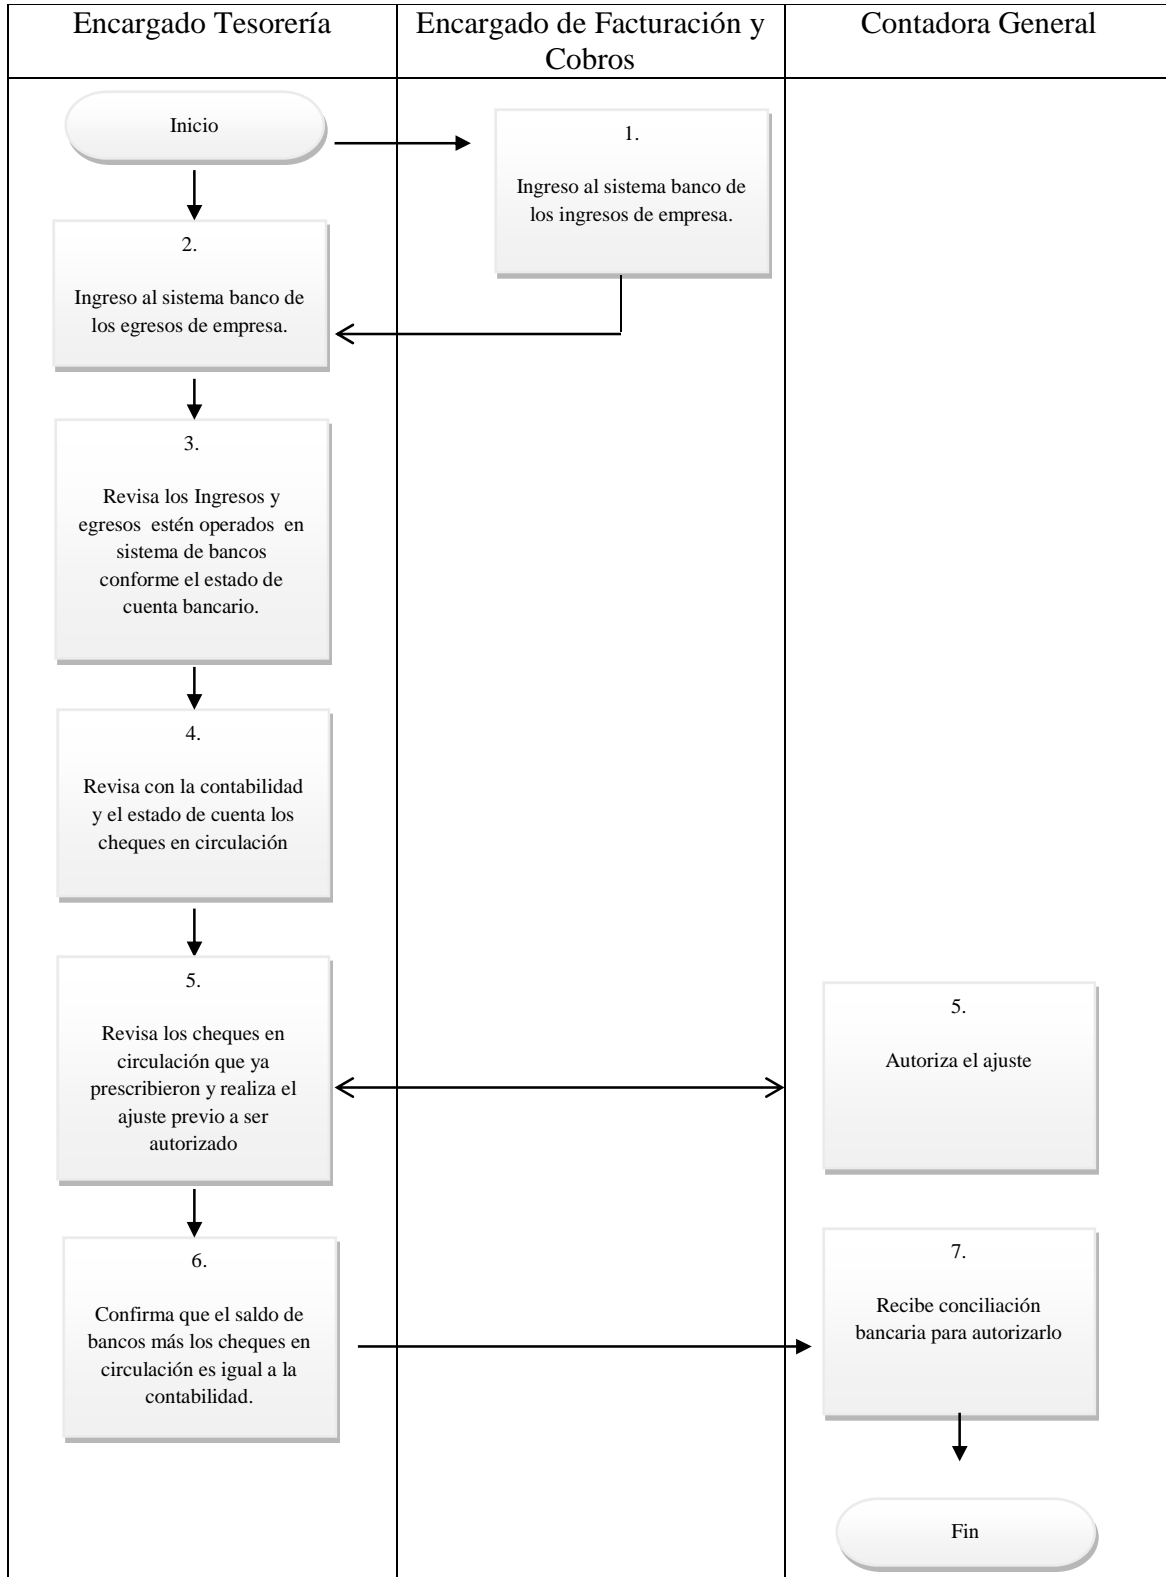 Encargado Tesorería
Encargado de Facturación y
Cobros
Contadora General
Inicio
1.
Ingreso al sistema banco de
los ingresos de empresa.
2.
Ingreso al sistema banco de
los egresos de empresa.
3.
Revisa los Ingresos y
egresos estén operados en
sistema de bancos
conforme el estado de
cuenta bancario.
4.
Revisa con la contabilidad
y el estado de cuenta los
cheques en circulación
5.
Revisa los cheques en
circulación que ya
prescribieron y realiza el
ajuste previo a ser
autorizado
5.
Autoriza el ajuste
6.
Confirma que el saldo de
bancos más los cheques en
circulación es igual a la
contabilidad.
7.
Recibe conciliación
bancaria para autorizarlo
Fin